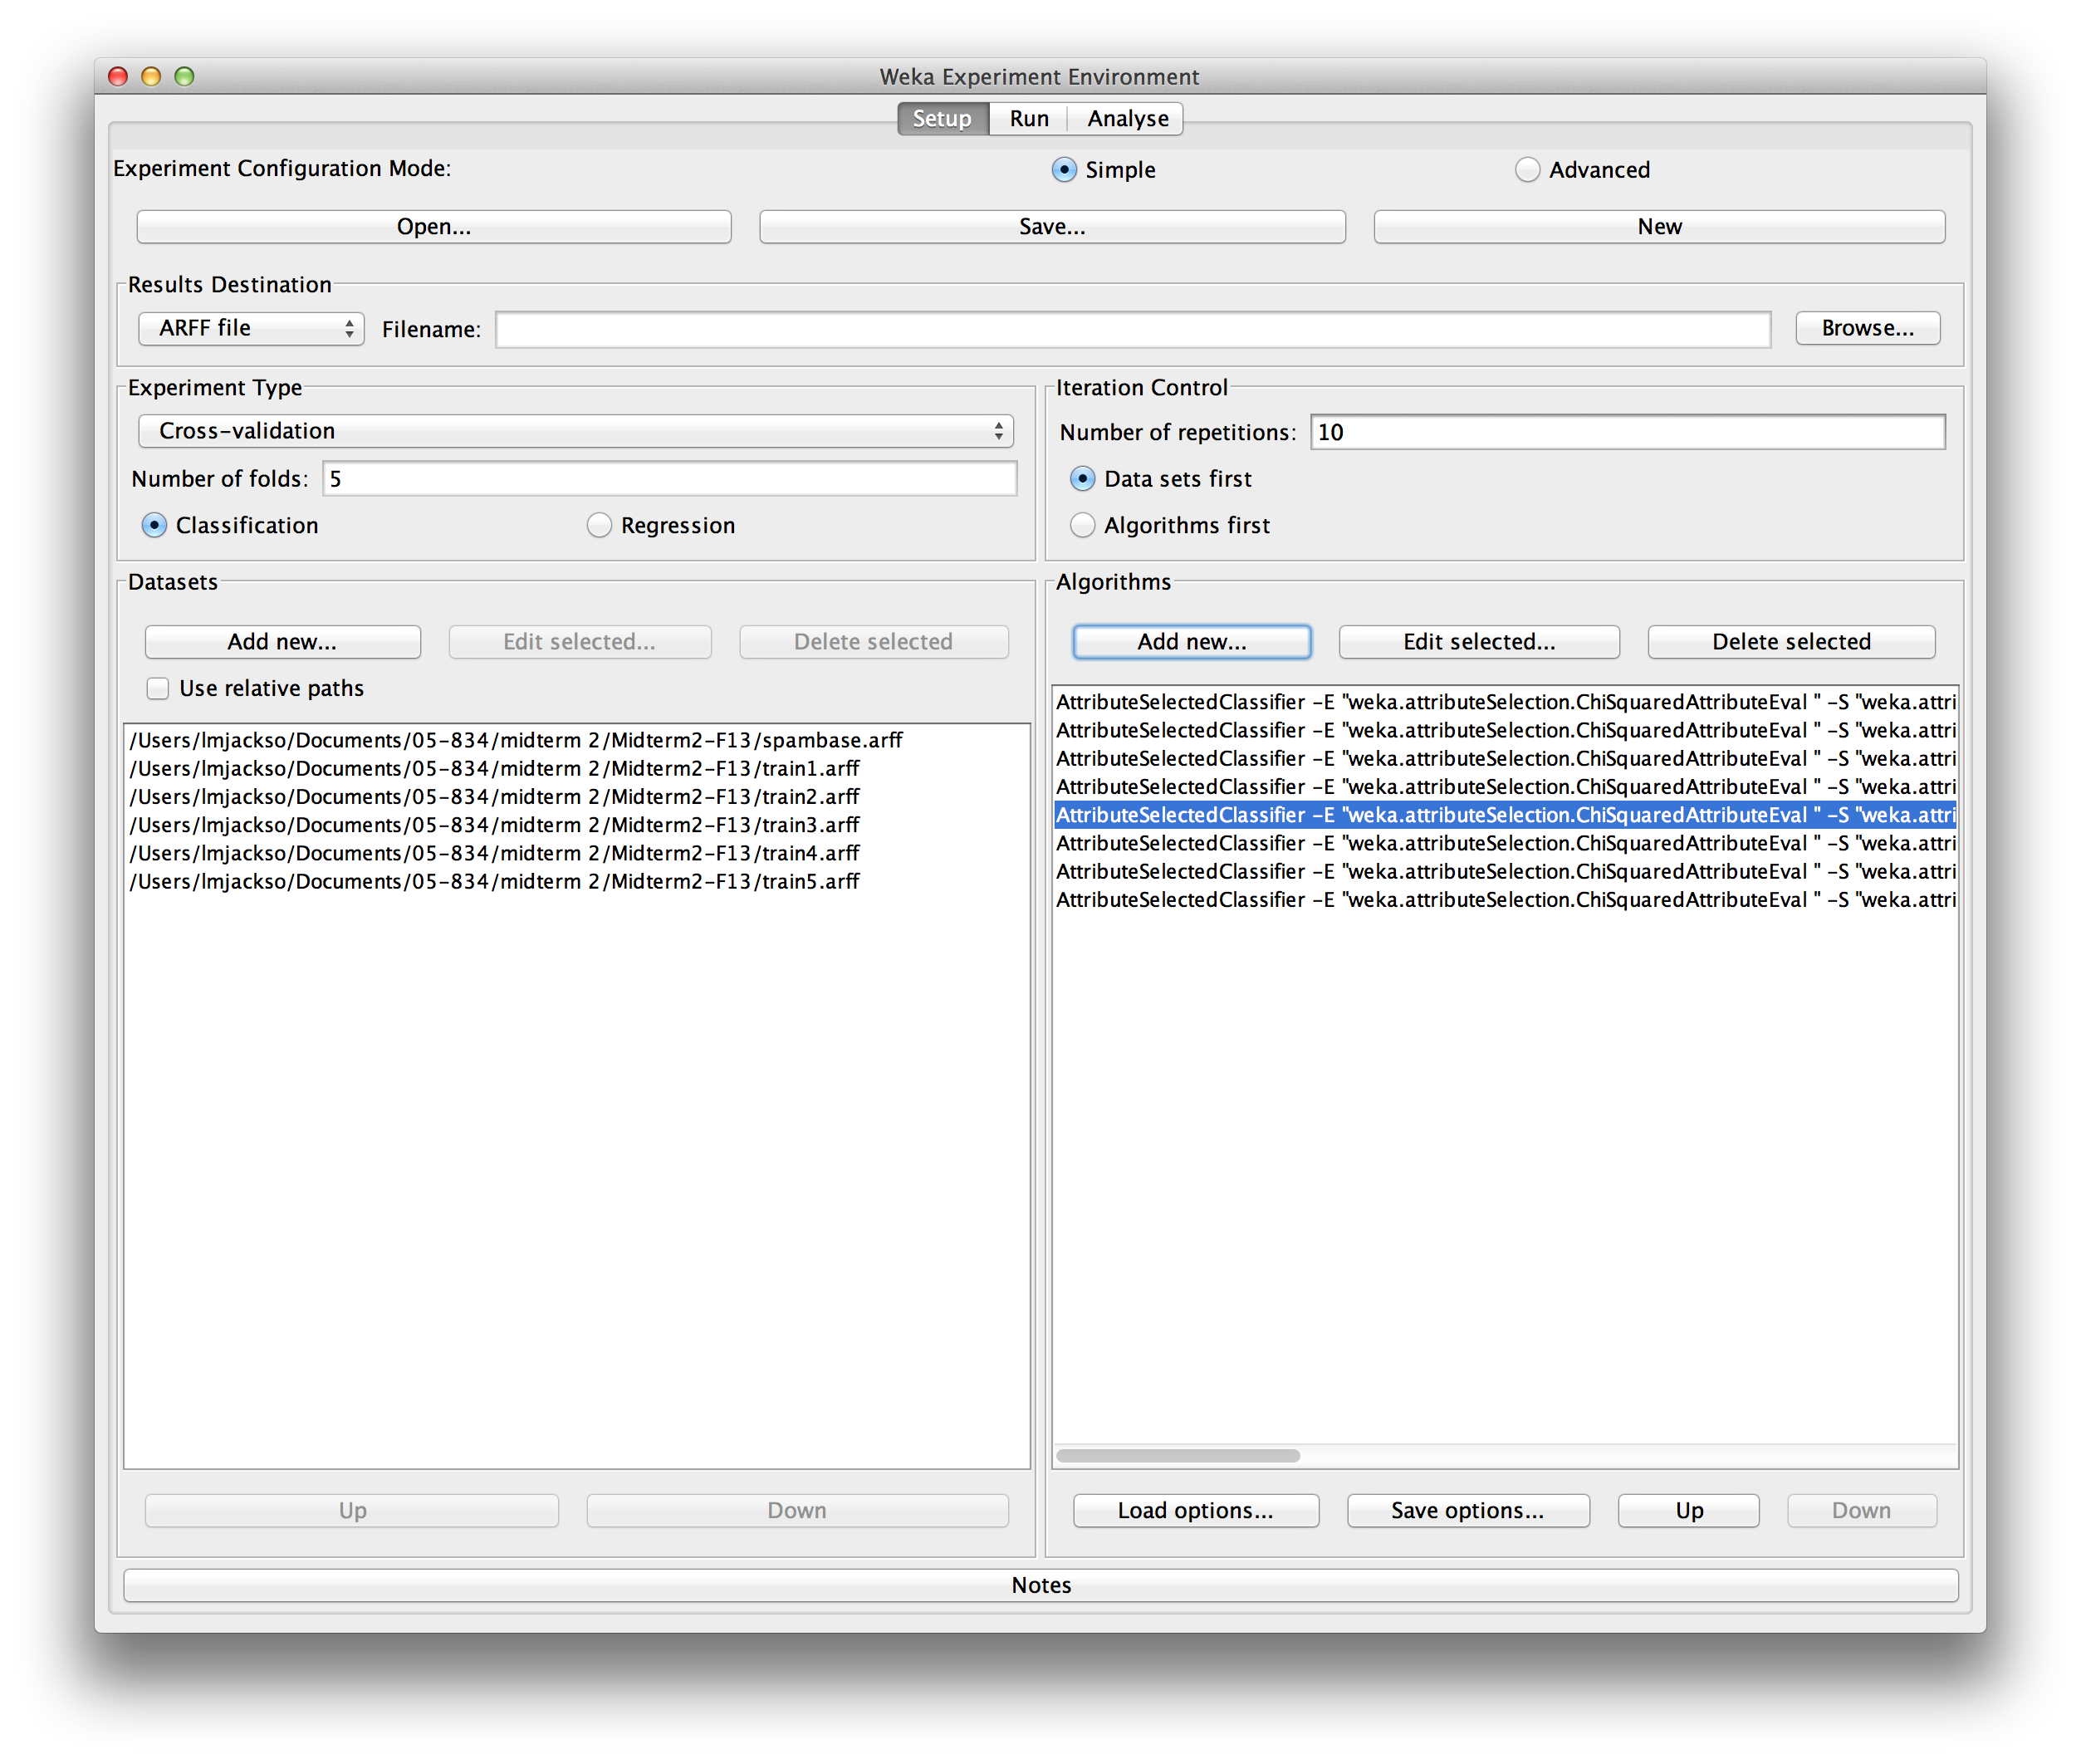 Weka Experiment Environment
Setup Run Analyse
Experiment Configuration Mode: Simple Advanced
Open... Save... New
Results Destination
ARFF file Filename: Browse...
Experiment Type
Cross-validation
Number of folds: 5
Classification Regression
Iteration Control
Number of repetitions: 10
Data sets first
Algorithms first
Datasets
Add new... Edit selected... Delete selected
Use relative paths
/Users/lmjackso/Documents/05-834/midterm 2/Midterm2-F13/spambase.arff
/Users/lmjackso/Documents/05-834/midterm 2/Midterm2-F13/train1.arff
/Users/lmjackso/Documents/05-834/midterm 2/Midterm2-F13/train2.arff
/Users/lmjackso/Documents/05-834/midterm 2/Midterm2-F13/train3.arff
/Users/lmjackso/Documents/05-834/midterm 2/Midterm2-F13/train4.arff
/Users/lmjackso/Documents/05-834/midterm 2/Midterm2-F13/train5.arff
Up Down
Algorithms
Add new... Edit selected... Delete selected
AttributeSelectedClassifier -E "weka.attributeSelection.ChiSquaredAttributeEval " -S "weka.attri
AttributeSelectedClassifier -E "weka.attributeSelection.ChiSquaredAttributeEval " -S "weka.attri
AttributeSelectedClassifier -E "weka.attributeSelection.ChiSquaredAttributeEval " -S "weka.attri
AttributeSelectedClassifier -E "weka.attributeSelection.ChiSquaredAttributeEval " -S "weka.attri
AttributeSelectedClassifier -E "weka.attributeSelection.ChiSquaredAttributeEval " -S "weka.attri
AttributeSelectedClassifier -E "weka.attributeSelection.ChiSquaredAttributeEval " -S "weka.attri
AttributeSelectedClassifier -E "weka.attributeSelection.ChiSquaredAttributeEval " -S "weka.attri
AttributeSelectedClassifier -E "weka.attributeSelection.ChiSquaredAttributeEval " -S "weka.attri
Load options... Save options... Up Down
Notes